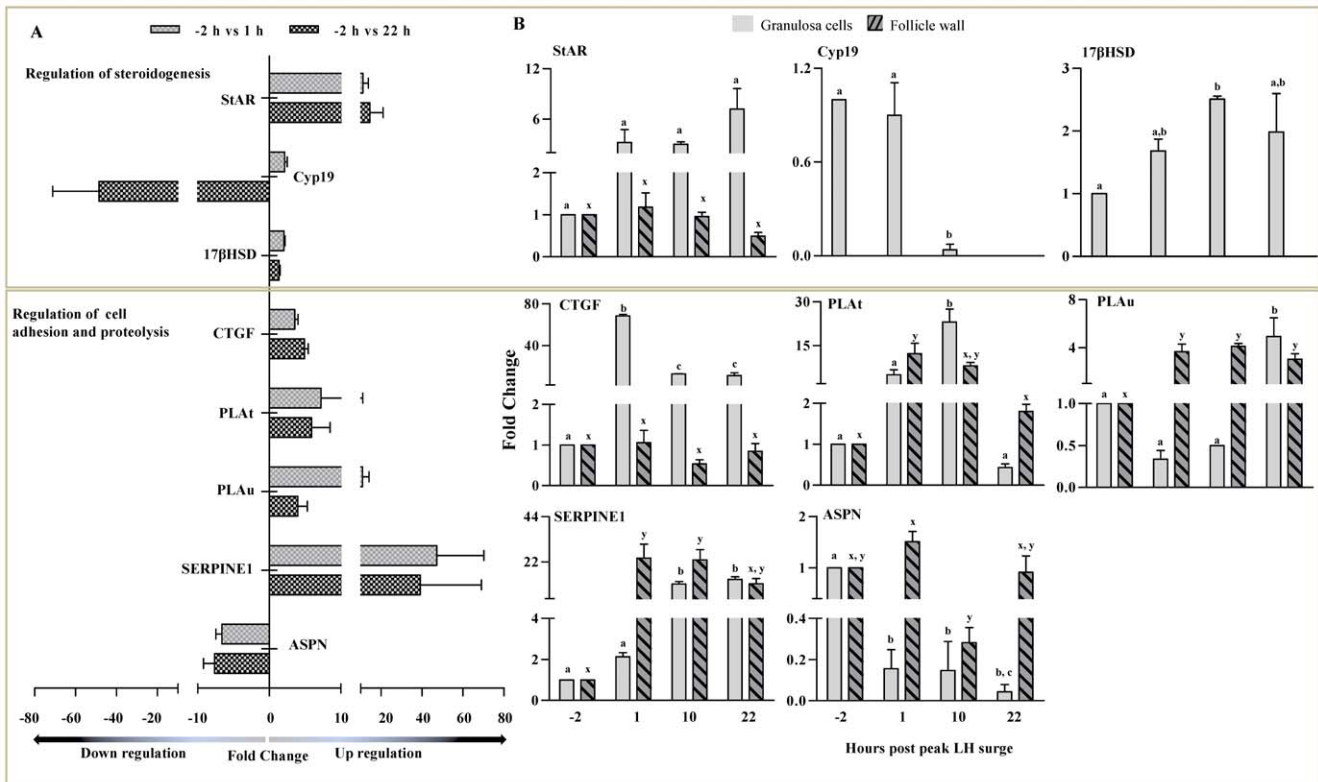 A
-2 h vs 1 h
-2 h vs 22 h
Regulation of steroidogenesis
StAR
Cyp19
17βHSD
Regulation of cell
adhesion and proteolysis
CTGF
PLAt
PLAu
SERPINE1
ASPN
-80 -60 -40 -20 -10 0 10 20 40 60 80
Down regulation Fold Change Up regulation
B
Granulosa cells Follicle wall
StAR
12
6
2
1
0
a x a x a x a x
Cyp19
1.2
0.6
0.0
a a b
17βHSD
3
2
1
0
a a,b b a,b
Fold Change
CTGF
80
40
2
1
0
a x b x c x c x
PLAt
30
15
2
1
0
a x a y b x, y a x
PLAu
8
4
1.0
0.5
0.0
a x a y a y b y
SERPINE1
44
22
4
2
0
a x a y b y b x, y
-2 1 10 22
ASPN
2
1
0.4
0.2
0.0
a x, y b x b y b, c x, y
-2 1 10 22
Hours post peak LH surge